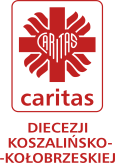 CARITAS
caritas
DIECEZJI
KOSZALIŃSKO-
-KOŁOBRZESKIEJ